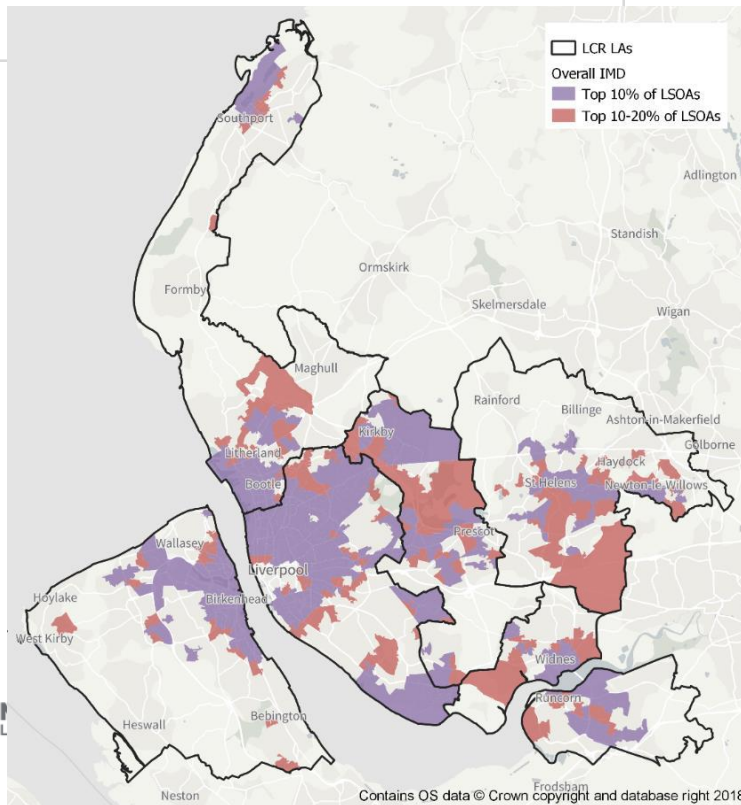 LCR LAs
Overall IMD
Top 10% of LSOAs
Top 10-20% of LSOAs
Southport
Adlington
Standish
Ormskirk
Formby
Skelmersdale
Wigan
Maghull
Rainford
Billinge
Ashton-in-Makerfield
Kirkby
Golborne
Litherland
Haydock
Bootle
St Helens
Newton-le-Willows
Wallasey
Prescot
Liverpool
Hoylake
Birkenhead
West Kirby
Widnes
Runcorn
Bebington
Heswall
Frodsham
Neston
Contains OS data © Crown copyright and database right 2018